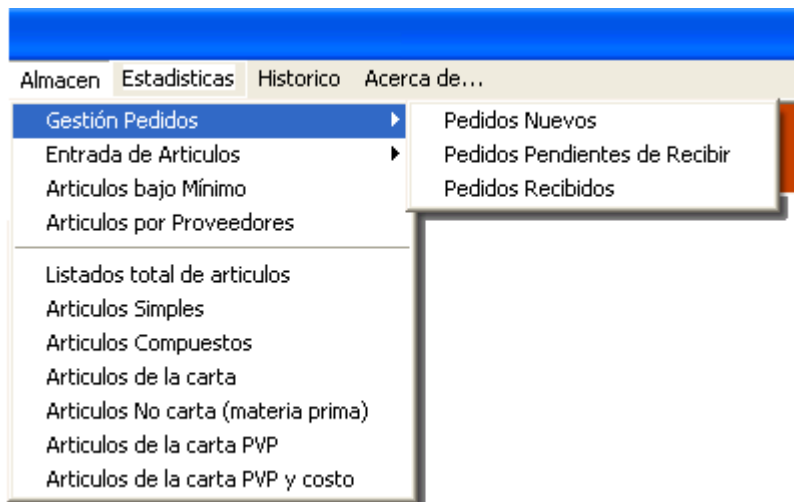 Almacen Estadisticas Historico Acerca de...
Gestión Pedidos
Entrada de Articulos
Articulos bajo Mínimo
Articulos por Proveedores
Listados total de articulos
Articulos Simples
Articulos Compuestos
Articulos de la carta
Articulos No carta (materia prima)
Articulos de la carta PVP
Articulos de la carta PVP y costo
Pedidos Nuevos
Pedidos Pendientes de Recibir
Pedidos Recibidos